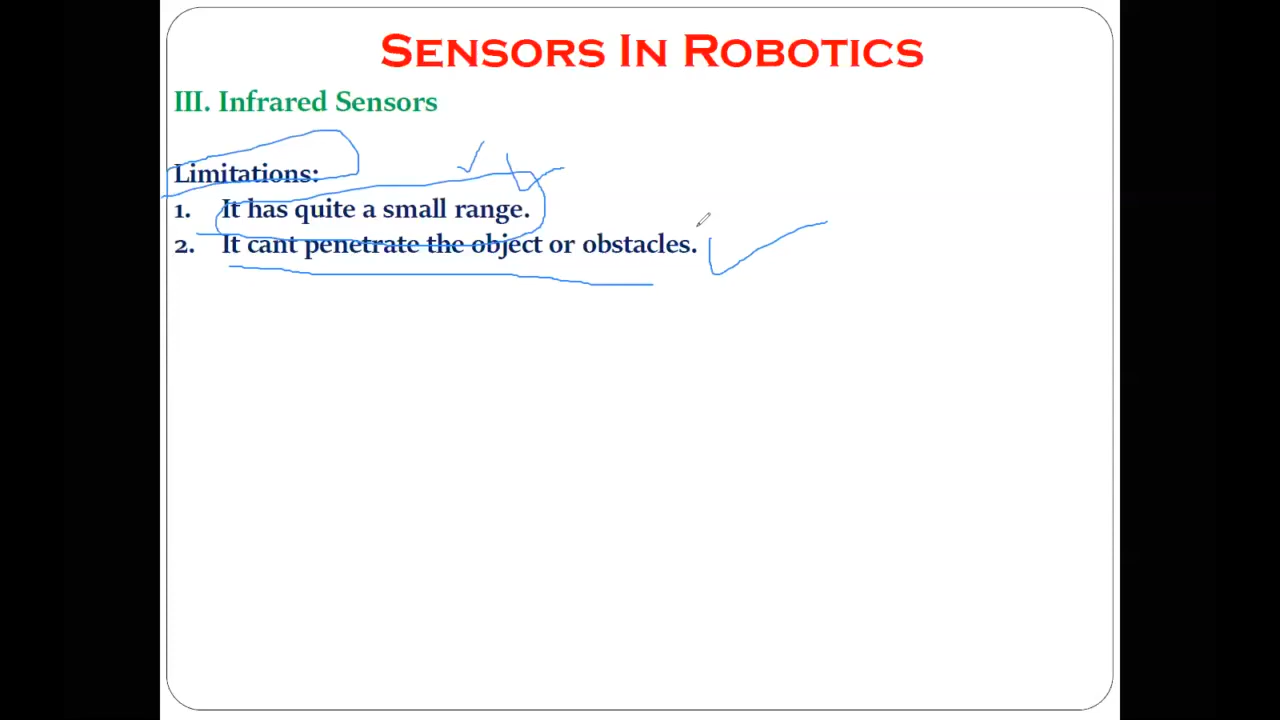 SENSORS IN ROBOTICS
III. Infrared Sensors
Limitations:
1. It has quite a small range.
2. It cant penetrate the object or obstacles.